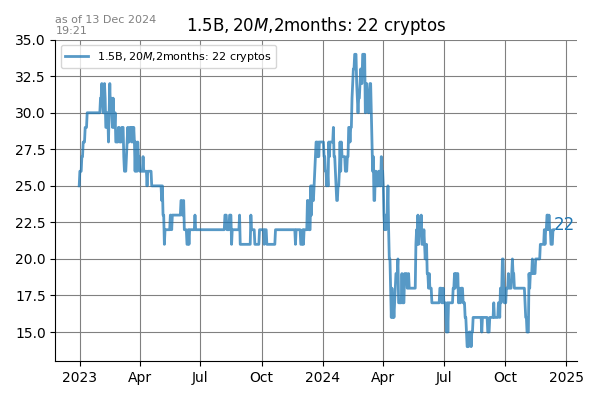 as of 13 Dec 2024
19:21
1.5B, 20M,2months: 22 cryptos
1.5B, 20M,2months: 22 cryptos
35.0
32.5
30.0
27.5
25.0
22.5
20.0
17.5
15.0
22
2023 Apr Jul Oct 2024 Apr Jul Oct 2025